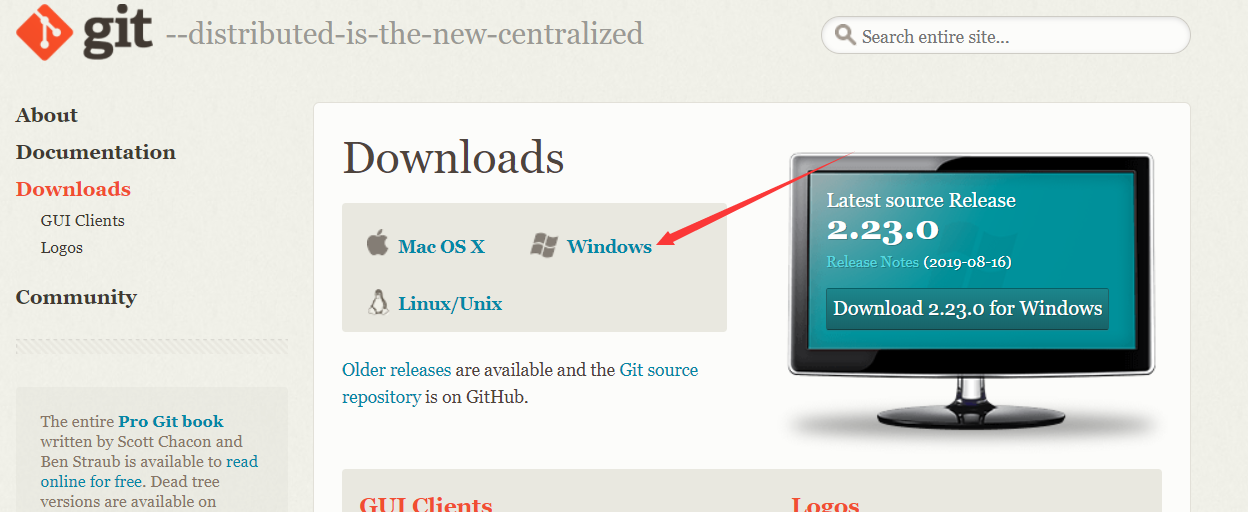 git --distributed-is-the-new-centralized
Search entire site...
About
Documentation
Downloads
GUI Clients
Logos
Community
The entire Pro Git book
written by Scott Chacon and
Ben Straub is available to read
online for free. Dead tree
versions are available on
Downloads
Mac OS X
Windows
Linux/Unix
Older releases are available and the Git source
repository is on GitHub.
Latest source Release
2.23.0
Release Notes (2019-08-16)
Download 2.23.0 for Windows
GUI Clients
Logos